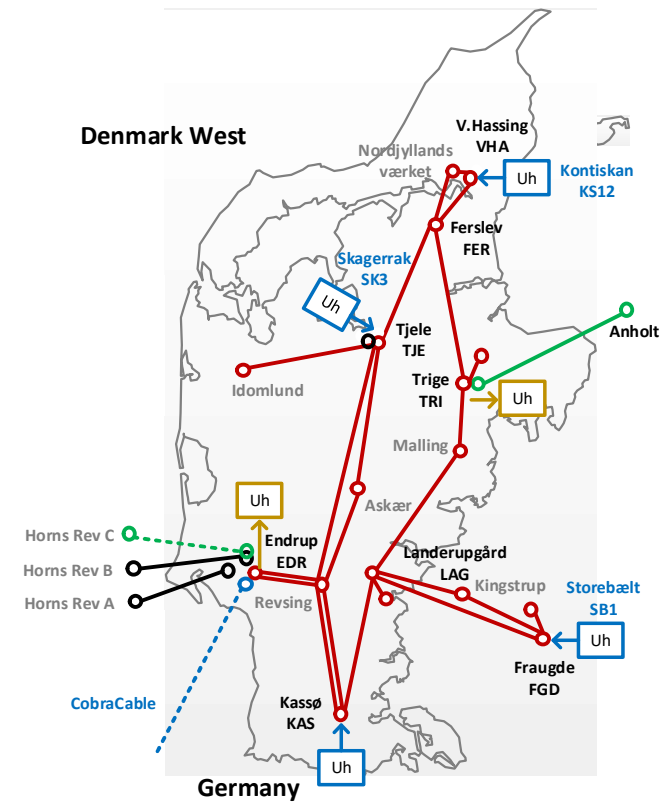 Denmark West
V.Hassing
VHA
Nordjyllands
værket
Uh
Kontiskan
KS12
Ferslev
FER
Skagerrak
SK3
Uh
Tjele
TJE
Anholt
Idomlund
Trige
TRI
Uh
Malling
Uh
Askær
Horns Rev C
Endrup
EDR
Landerupgård
LAG
Horns Rev B
Revsing
Kingstrup
Storebælt
SB1
Horns Rev A
Uh
Fraugde
FGD
CobraCable
Kassø
KAS
Uh
Germany